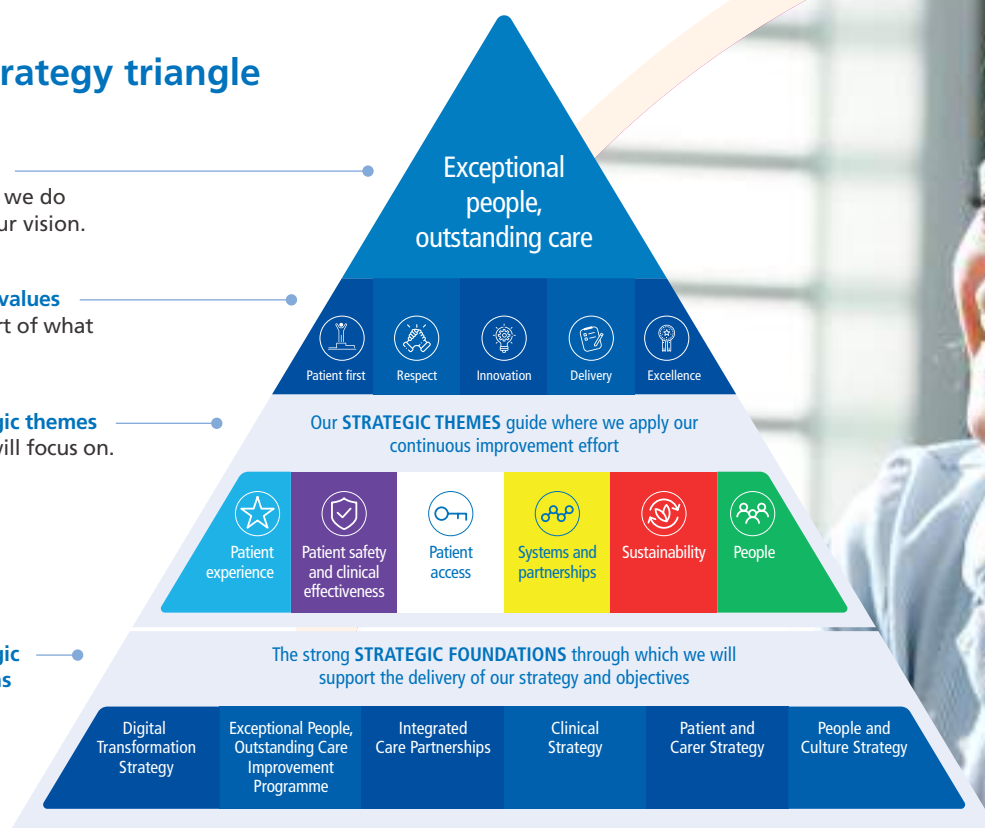 rategy triangle
we do
ur vision.
values
rt of what
gic themes
vill focus on.
gic
ns
Exceptional
people,
outstanding care
Patient first
Respect
Innovation
Delivery
Excellence
Our STRATEGIC THEMES guide where we apply our
continuous improvement effort
Patient
experience
Patient safety
and clinical
effectiveness
Patient
access
Systems and
partnerships
Sustainability
People
The strong STRATEGIC FOUNDATIONS through which we will
support the delivery of our strategy and objectives
Digital
Transformation
Strategy
Exceptional People,
Outstanding Care
Improvement
Programme
Integrated
Care Partnerships
Clinical
Strategy
Patient and
Carer Strategy
People and
Culture Strategy